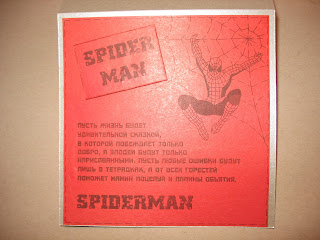 SPIDER
MAN
ПУСТЬ ЖИЗНЬ БУДЕТ
УДИВИТЕЛЬНОЙ СКАЗКОЙ,
В КОТОРОЙ ПОБЕЖДАЕТ ТОЛЬКО
ДОБРО, А ЗЛОДЕИ БУДУТ ТОЛЬКО
НАРИСОВАННЫМИ. ПУСТЬ ЛЮБЫЕ ОШИБКИ БУДУТ
ЛИШЬ В ТЕТРАДКАХ, А ОТ ВСЕХ ГОРЕСТЕЙ
ПОМОЖЕТ МАМИН ПОЦЕЛУЙ И ПАПИНЫ ОБЪЯТИЯ.
SPIDERMAN